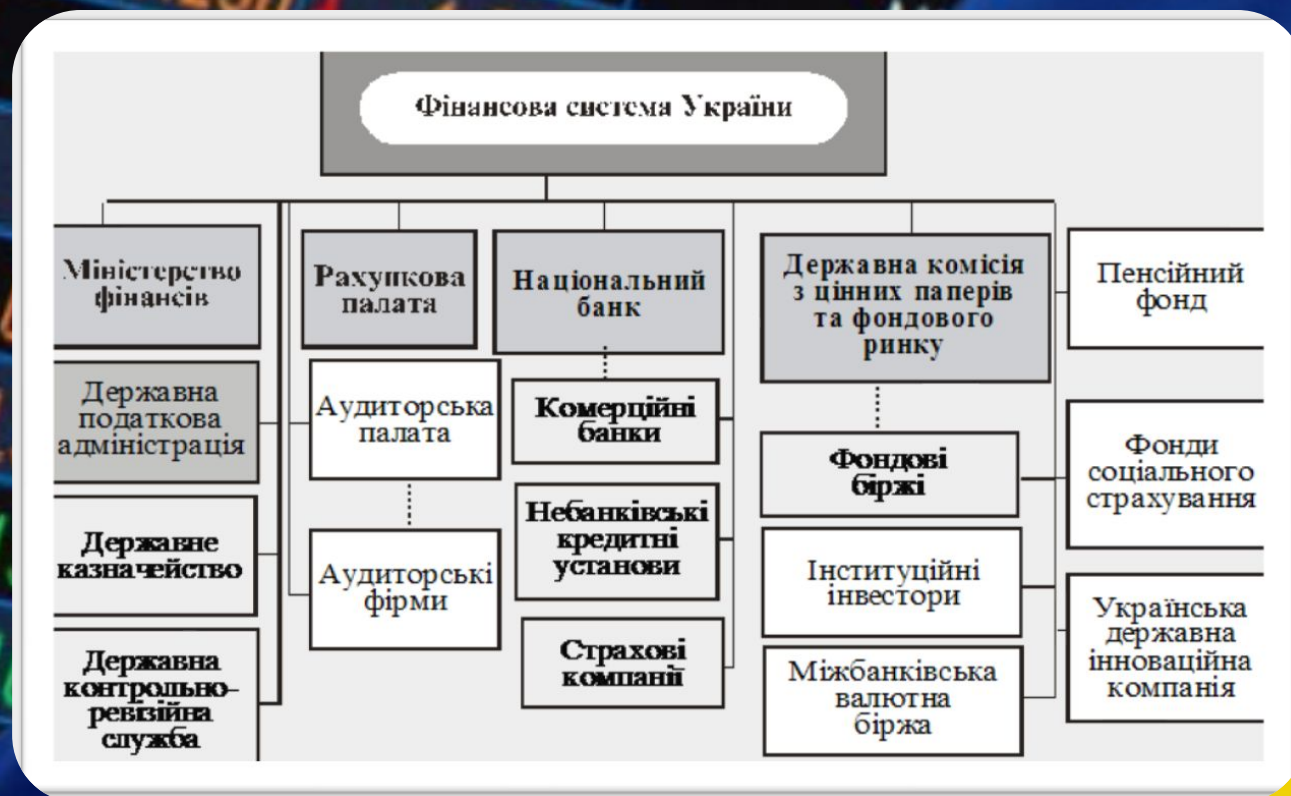 Фінансова система України
Міністерство
фінансів
Державна
податкова
адміністрація
Державне
казначейство
Державна
контрольно-
ревізійна
служба
Рахункова
палата
Аудиторська
палата
Аудиторські
фірми
Національний
банк
Комерційні
банки
Небанківські
кредитні
установи
Страхові
компанії
Державна комісія
з цінних паперів
та фондового
ринку
Фондові
біржі
Інституційні
інвестори
Міжбанківська
валютна
біржа
Пенсійний
фонд
Фонди
соціального
страхування
Українська
державна
інноваційна
компанія